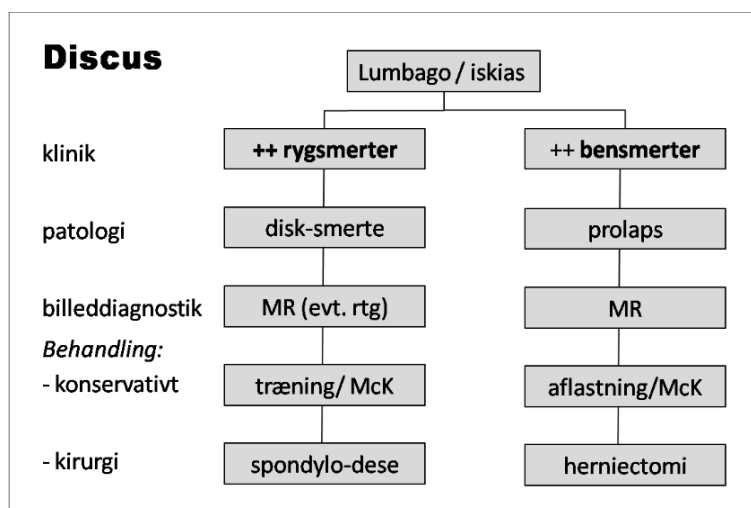 Discus
Lumbago / iskias
klinik
++ rygsmerter
++ bensmerter
patologi
disk-smerte
prolaps
billeddiagnostik
MR (evt. rtg)
MR
Behandling:
- konservativt
træning/ McK
aflastning/McK
- kirurgi
spondylo-dese
herniectomi